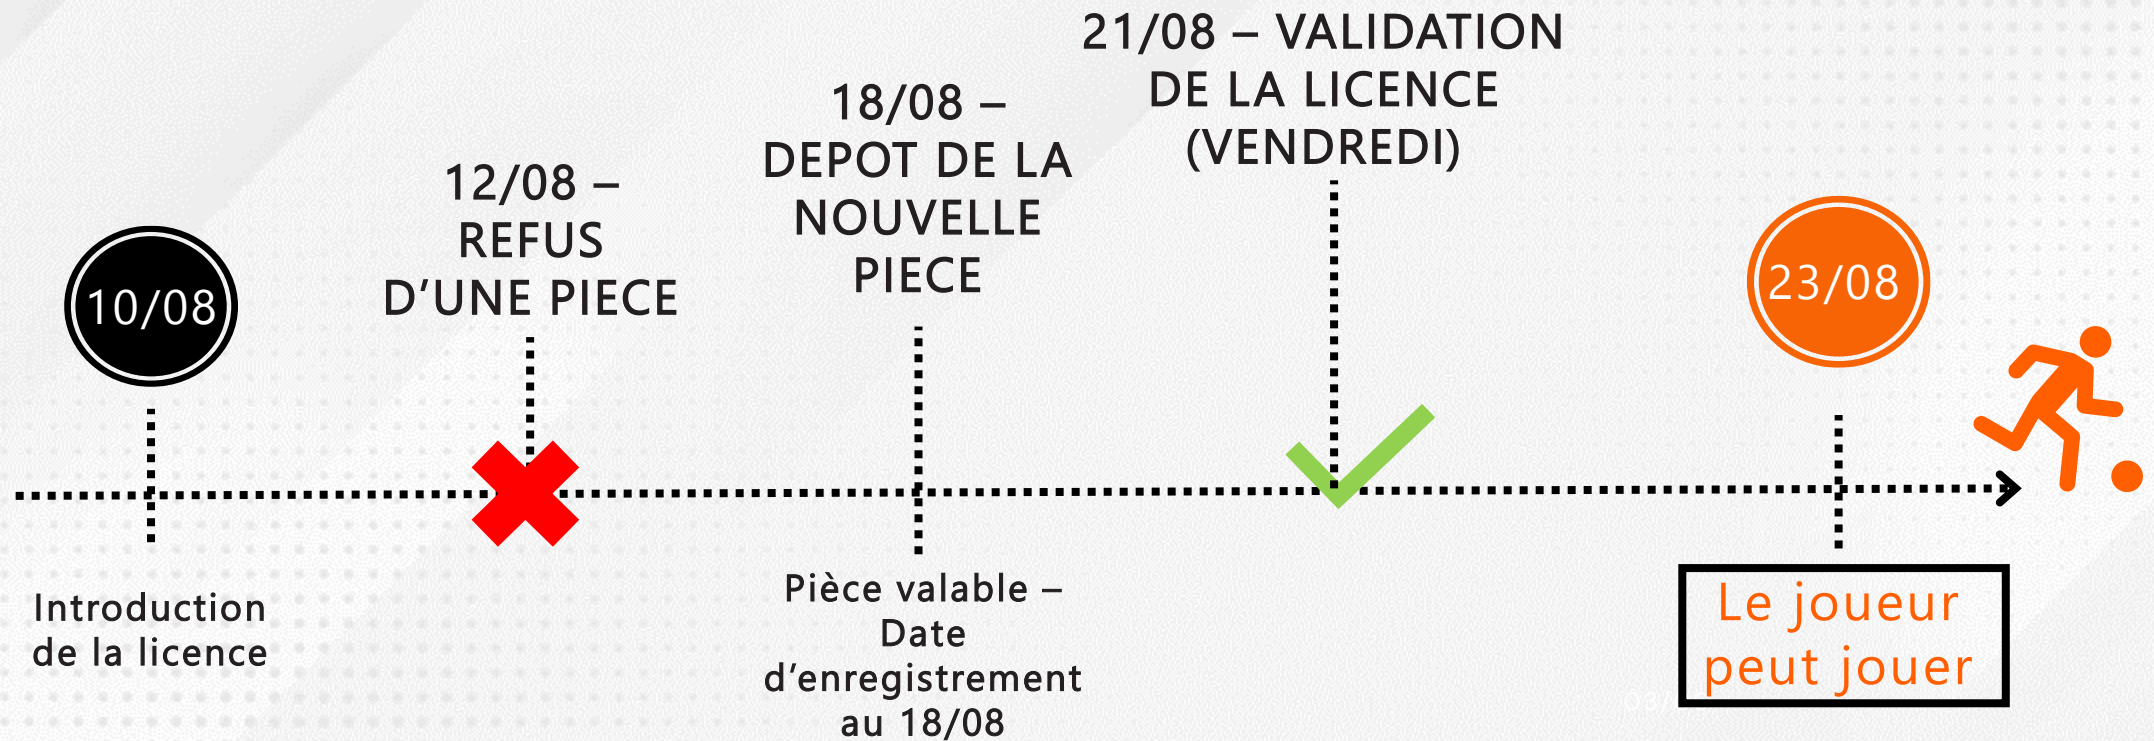 10/08
Introduction
de la licence
12/08 –
REFUS
D’UNE PIECE
18/08 –
DEPOT DE LA
NOUVELLE
PIECE
Pièce valable –
Date
d’enregistrement
au 18/08
21/08 – VALIDATION
DE LA LICENCE
(VENDREDI)
23/08
Le joueur
peut jouer